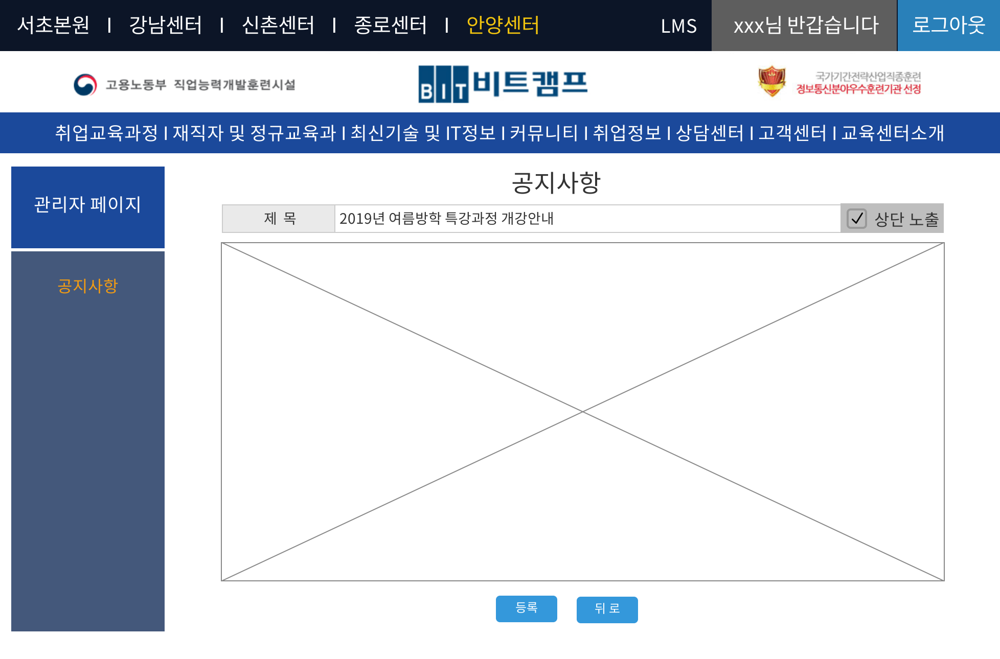 서초본원 I 강남센터 I 신촌센터 I 종로센터 I 안양센터 LMS xxx님 반갑습니다 로그아웃
고용노동부 직업능력개발훈련시설
BIT 비트캠프
국가기간전략산업직종훈련
정보통신분야우수훈련기관 선정
취업교육과정 I 재직자 및 정규교육과 I 최신기술 및 IT정보 I 커뮤니티 I 취업정보 I 상담센터 I 고객센터 I 교육센터소개
관리자 페이지
공지사항
공지사항
제 목 2019년 여름방학 특강과정 개강안내 상단 노출
등록 뒤 로